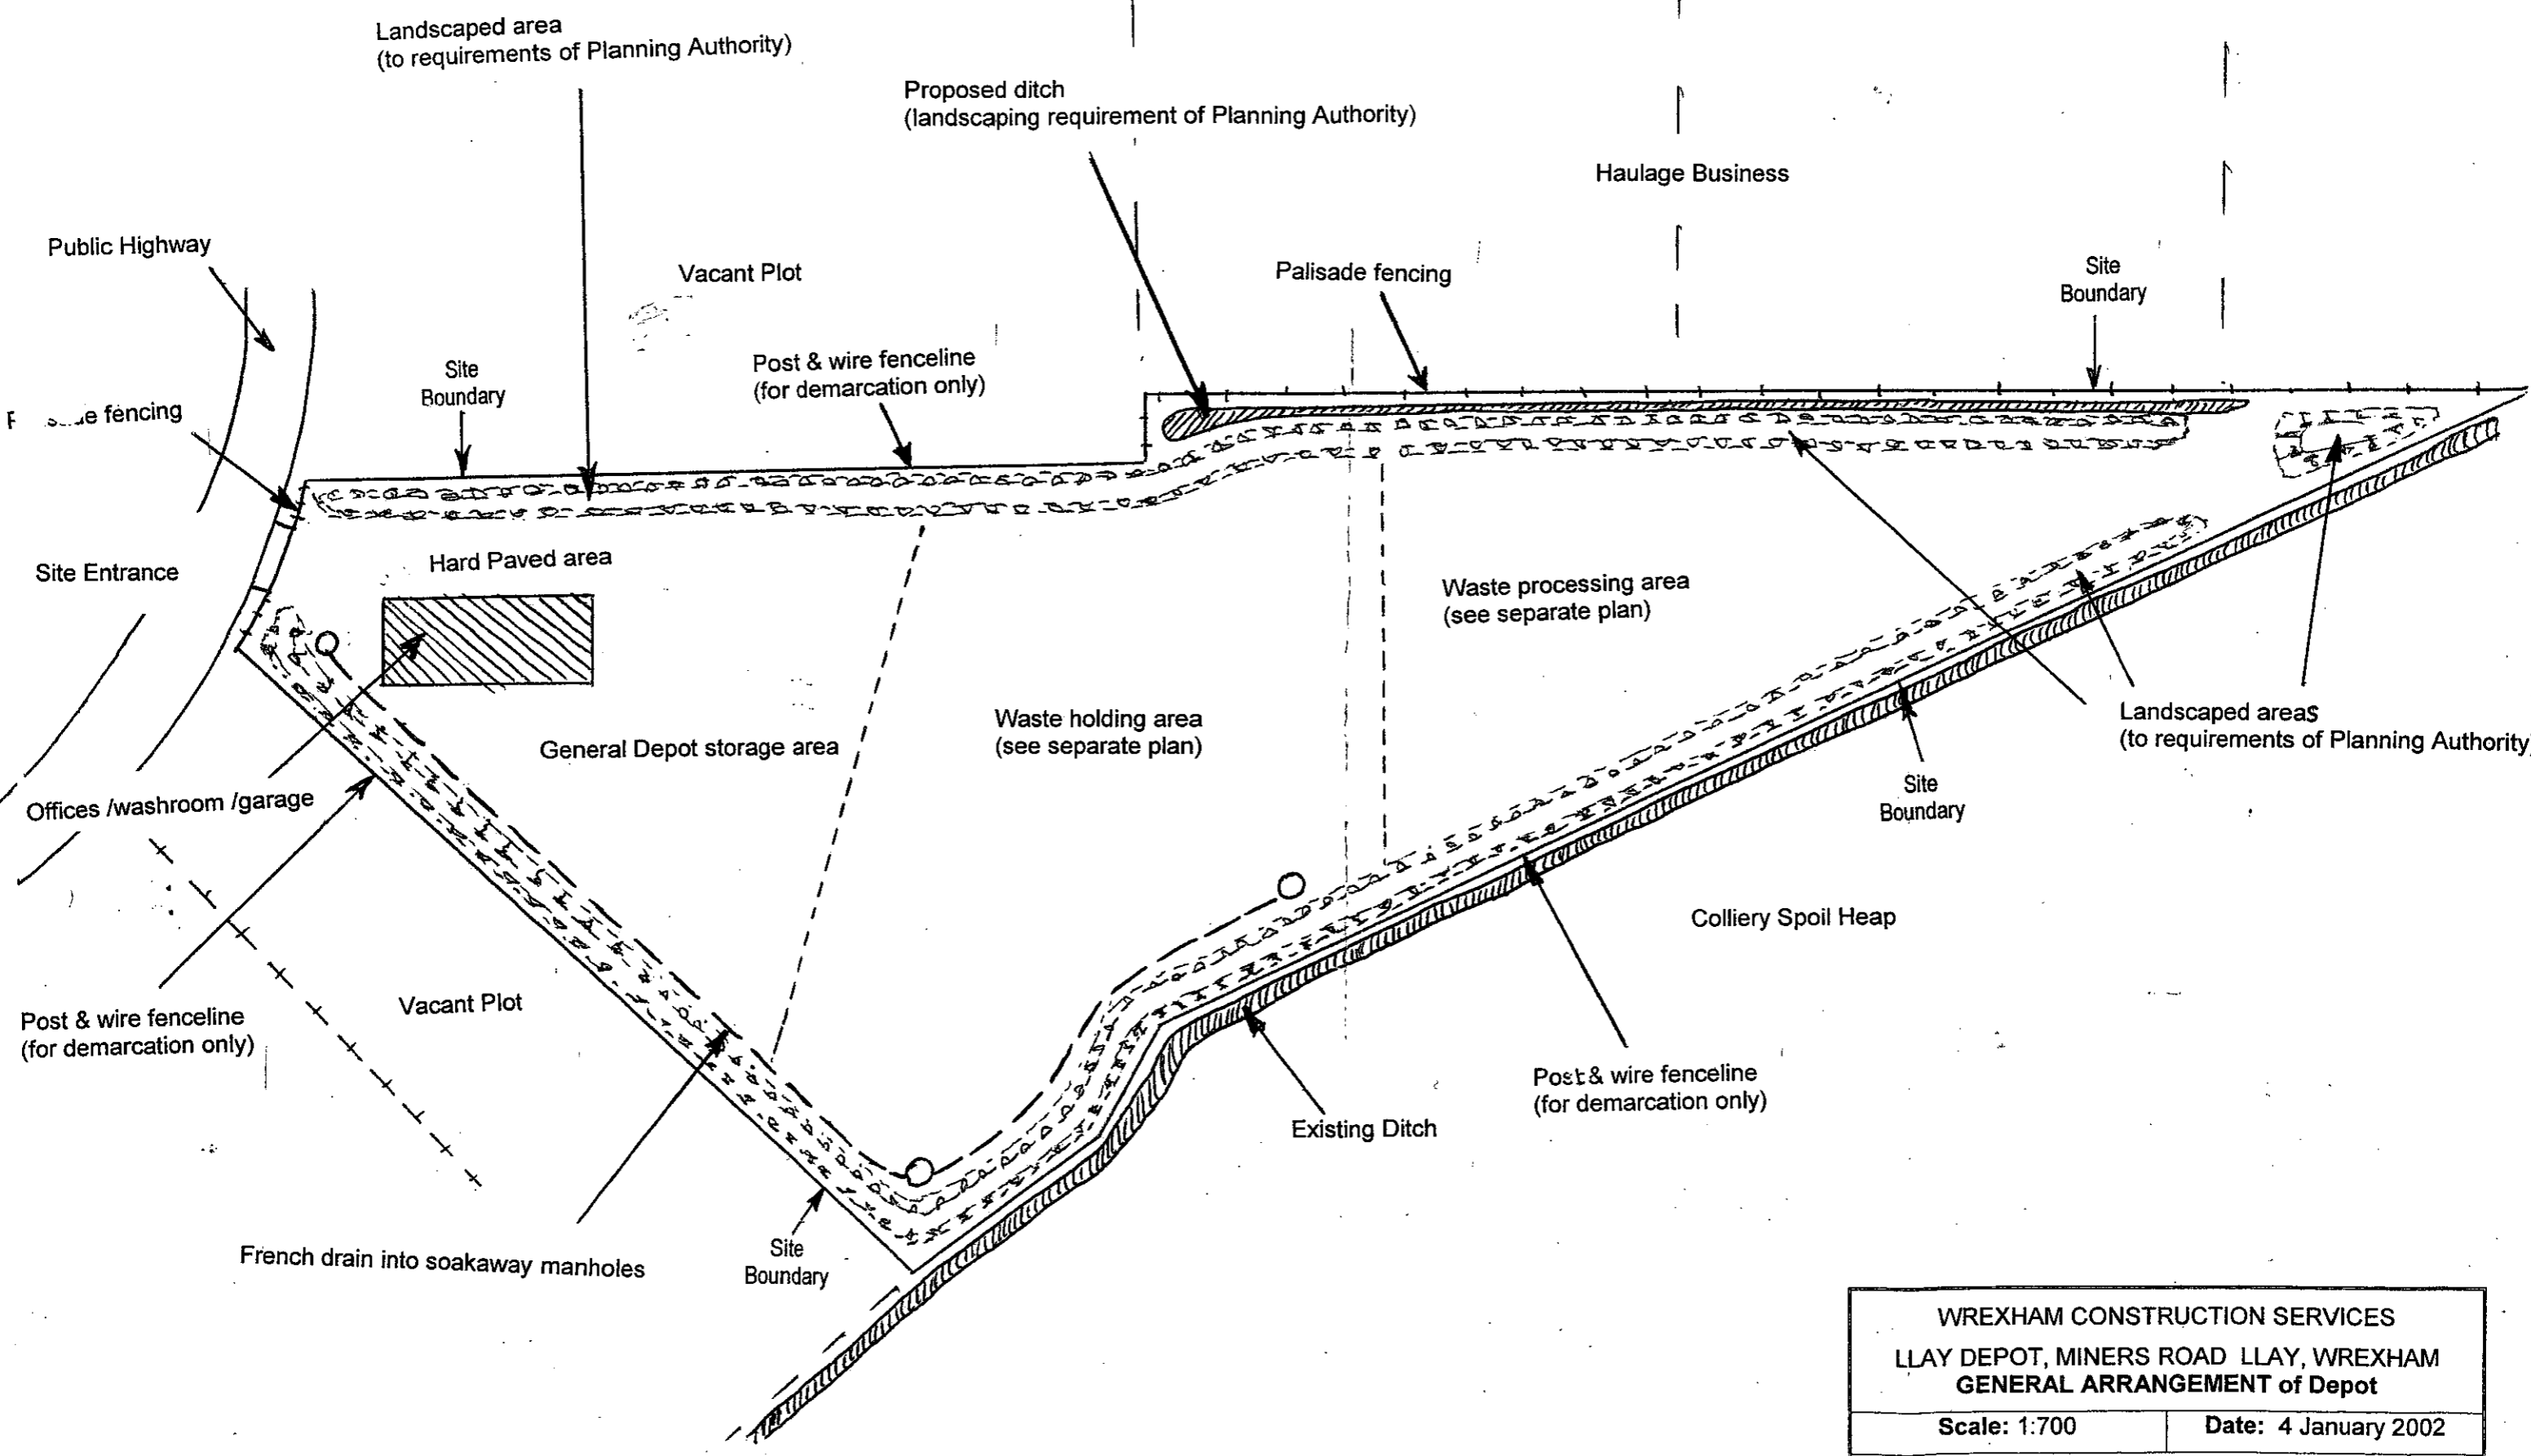 Landscaped area
(to requirements of Planning Authority)
Proposed ditch
(landscaping requirement of Planning Authority)
Haulage Business
Public Highway
Vacant Plot
Palisade fencing
Site
Boundary
Site
Boundary
Post & wire fenceline
(for demarcation only)
fencing
Site Entrance
Hard Paved area
Waste processing area
(see separate plan)
Waste holding area
(see separate plan)
General Depot storage area
Landscaped areas
(to requirements of Planning Authority
Site
Boundary
Offices /washroom /garage
Colliery Spoil Heap
Vacant Plot
Post & wire fenceline
(for demarcation only)
Post & wire fenceline
(for demarcation only)
Existing Ditch
French drain into soakaway manholes
Site
Boundary
WREXHAM CONSTRUCTION SERVICES
LLAY DEPOT, MINERS ROAD LLAY, WREXHAM
GENERAL ARRANGEMENT of Depot
Scale: 1:700 Date: 4 January 2002